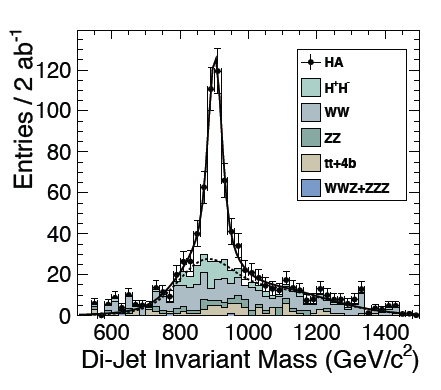 Entries / 2 ab⁻¹
120
100
80
60
40
20
0
HA
H⁺H⁻
WW
ZZ
tt+4b
WWZ+ZZZ
600 800 1000 1200 1400
Di-Jet Invariant Mass (GeV/c²)